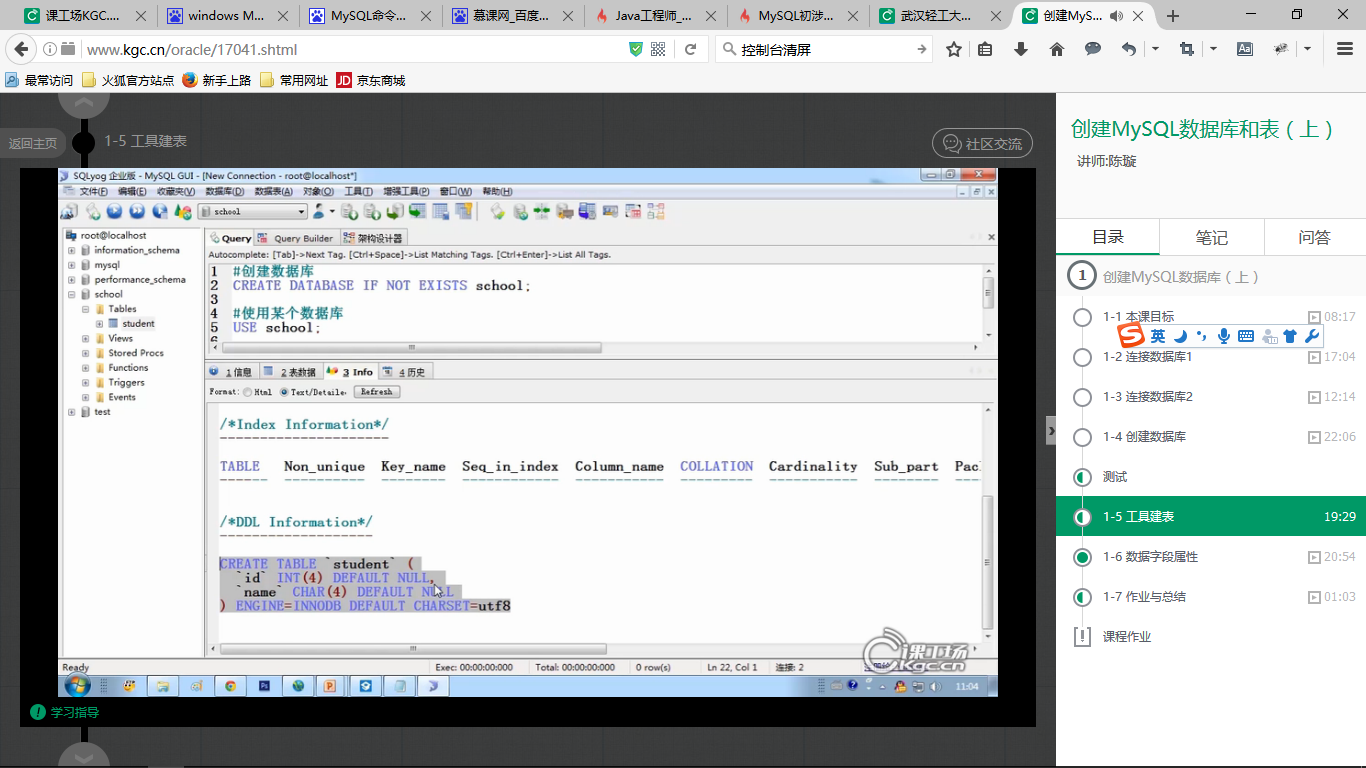 课工场KGC....
windows M...
MySQL命令...
慕课网_百度...
Java工程师_...
MySQL初涉...
武汉轻工大...
创建MyS...
www.kgc.cn/oracle/17041.shtml
控制台清屏
最常访问 火狐官方站点 新手上路 常用网址 JD 京东商城
返回主页
1-5 工具建表
社区交流
SQLyog 企业版 - MySQL GUI - [New Connection - root@localhost*]
文件(F) 编辑(E) 收藏夹(V) 数据库(D) 数据表(A) 对象(O) 工具(T) 增强工具(P) 窗口(W) 帮助(H)
school
root@localhost
information_schema
mysql
performance_schema
school
Tables
student
Views
Stored Procs
Functions
Triggers
Events
test
Query Query Builder 架构设计器
Autocomplete: [Tab]->Next Tag. [Ctrl+Space]->List Matching Tags. [Ctrl+Enter]->List All Tags.
1 #创建数据库
2 CREATE DATABASE IF NOT EXISTS school;
3
4 #使用某个数据库
5 USE school;
6
1 信息 2 表数据 3 Info 4 历史
Format: Html Text/Detaile. Refresh
/*Index Information*/
---------------------
TABLE Non_unique Key_name Seq_in_index Column_name COLLATION Cardinality Sub_part Pac
------ ---------- -------- ------------ ----------- --------- ----------- -------- ---
/*DDL Information*/
-------------------
CREATE TABLE `student` (
`id` INT(4) DEFAULT NULL,
`name` CHAR(4) DEFAULT NULL
) ENGINE=INNODB DEFAULT CHARSET=utf8
课工场
kgc.cn
Ready Exec: 00:00:00:000 Total: 00:00:00:000 0 row(s) Ln 22, Col 1 连接: 2
11:04
学习指导
创建MySQL数据库和表（上）
讲师:陈璇
目录 笔记 问答
1 创建MySQL数据库（上）
1-1 本课目标 08:17
英
1-2 连接数据库1 17:04
1-3 连接数据库2 12:14
1-4 创建数据库 22:06
测试
1-5 工具建表 19:29
1-6 数据字段属性 20:54
1-7 作业与总结 01:03
课程作业